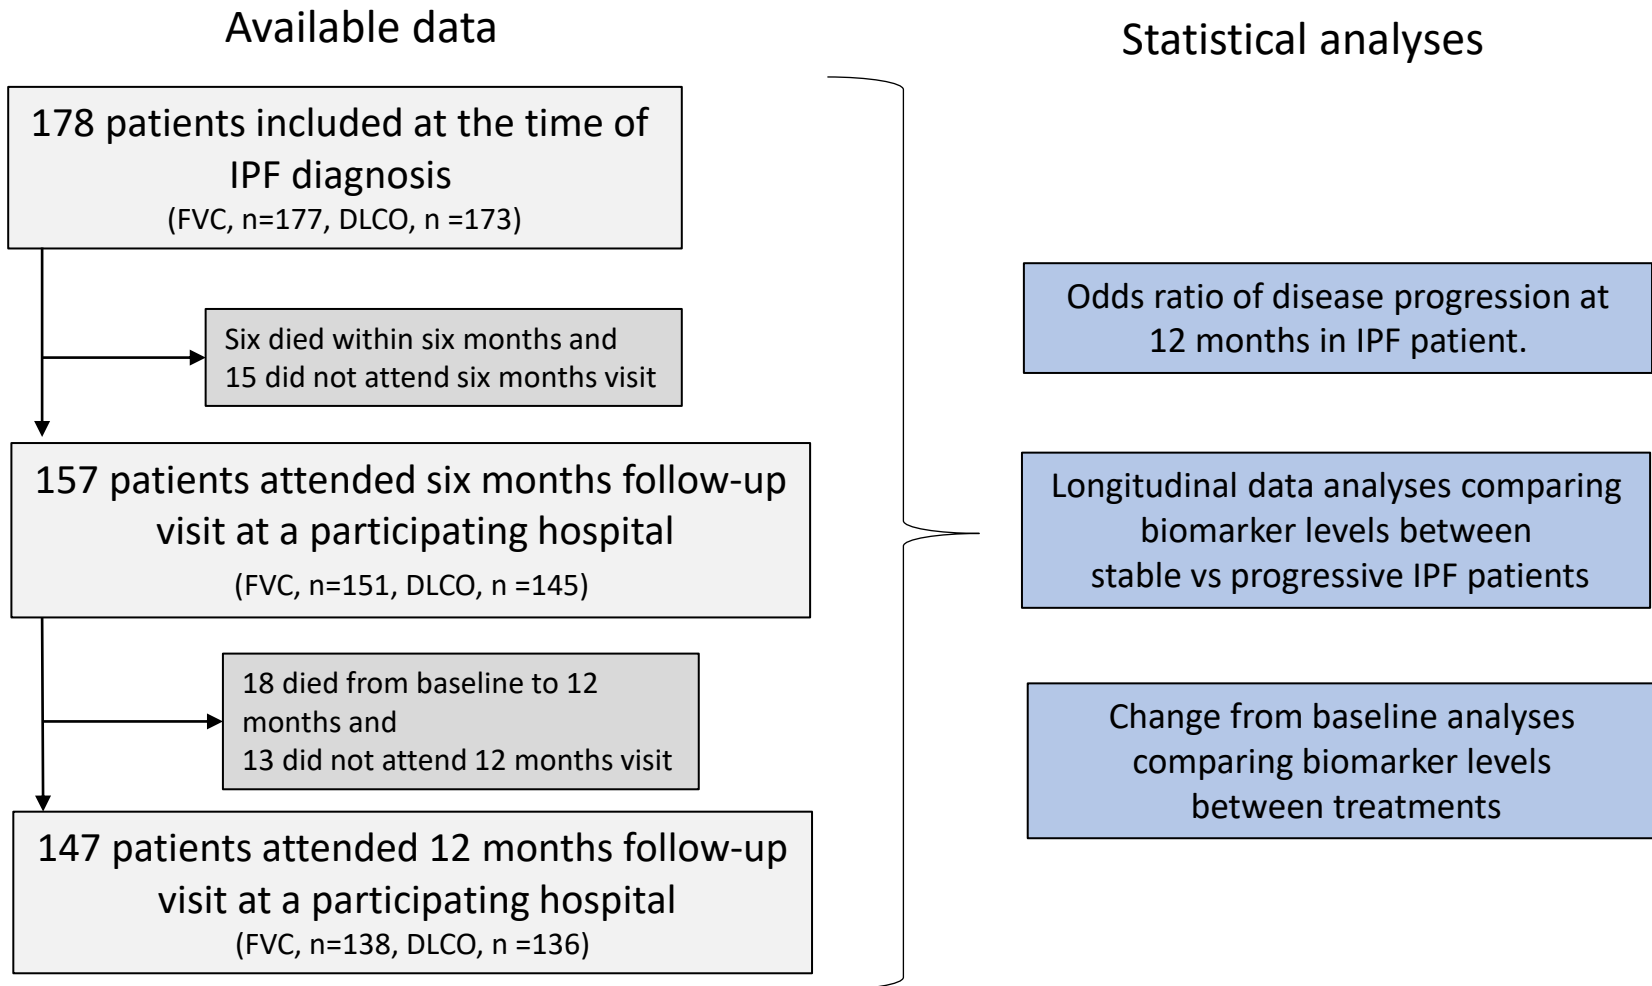 Available data
178 patients included at the time of
IPF diagnosis
(FVC, n=177, DLCO, n =173)
Six died within six months and
15 did not attend six months visit
157 patients attended six months follow-up
visit at a participating hospital
(FVC, n=151, DLCO, n =145)
18 died from baseline to 12
months and
13 did not attend 12 months visit
147 patients attended 12 months follow-up
visit at a participating hospital
(FVC, n=138, DLCO, n =136)
Statistical analyses
Odds ratio of disease progression at
12 months in IPF patient.
Longitudinal data analyses comparing
biomarker levels between
stable vs progressive IPF patients
Change from baseline analyses
comparing biomarker levels
between treatments